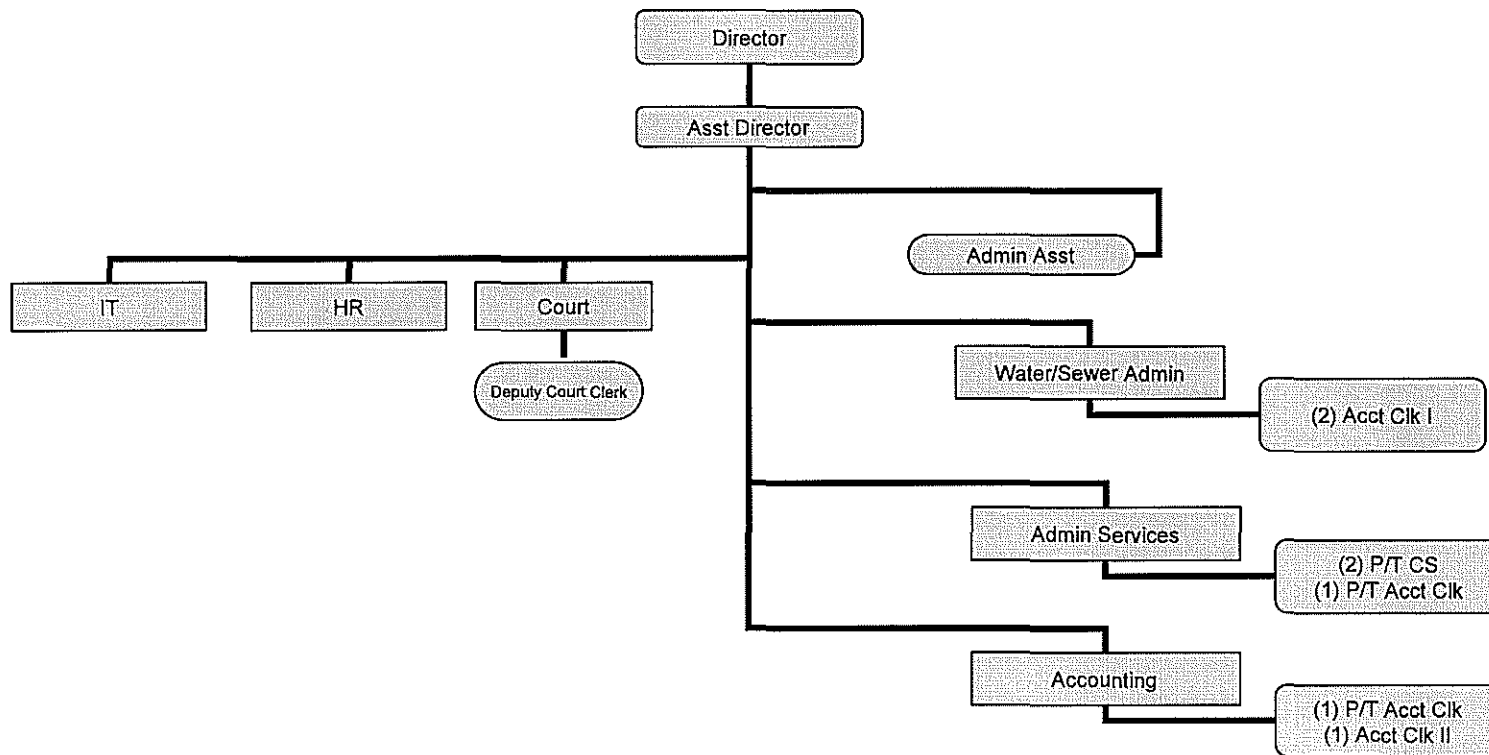 Director
Asst Director
Admin Asst
IT
HR
Court
Deputy Court Clerk
Water/Sewer Admin
(2) Acct Clk I
Admin Services
(2) P/T CS
(1) P/T Acct Clk
Accounting
(1) P/T Acct Clk
(1) Acct Clk II